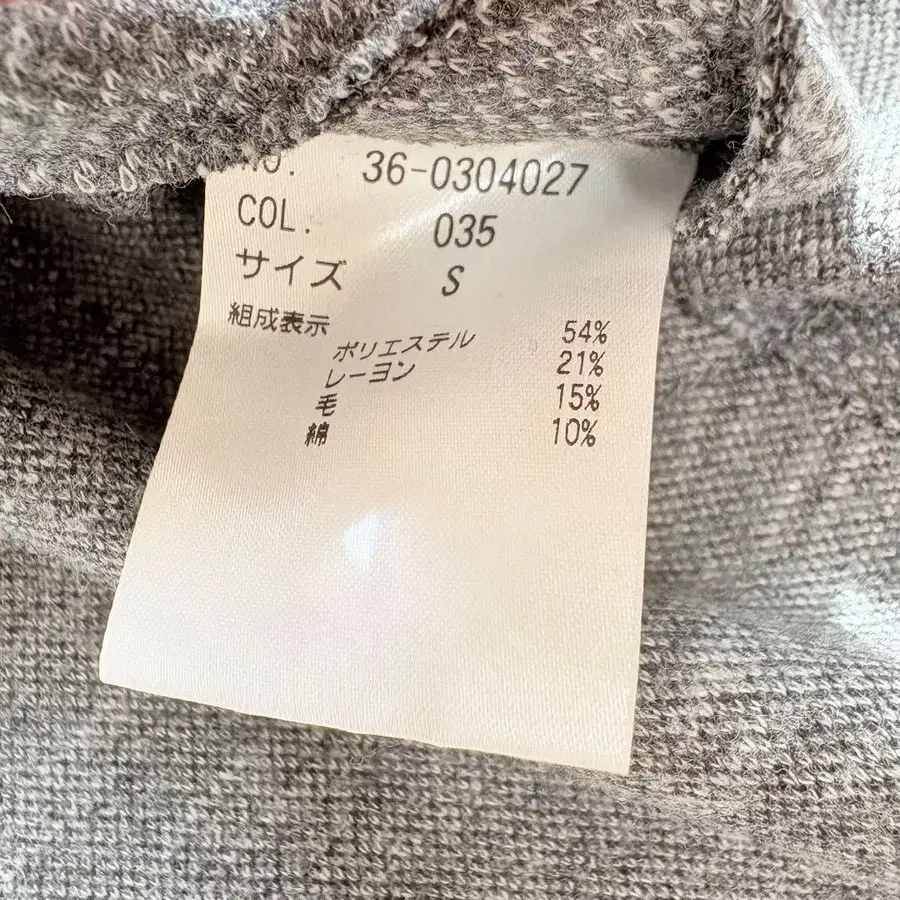 NO. 36-0304027
COL. 035
サイズ S
組成表示
ポリエステル 54%
レーヨン 21%
毛 15%
綿 10%